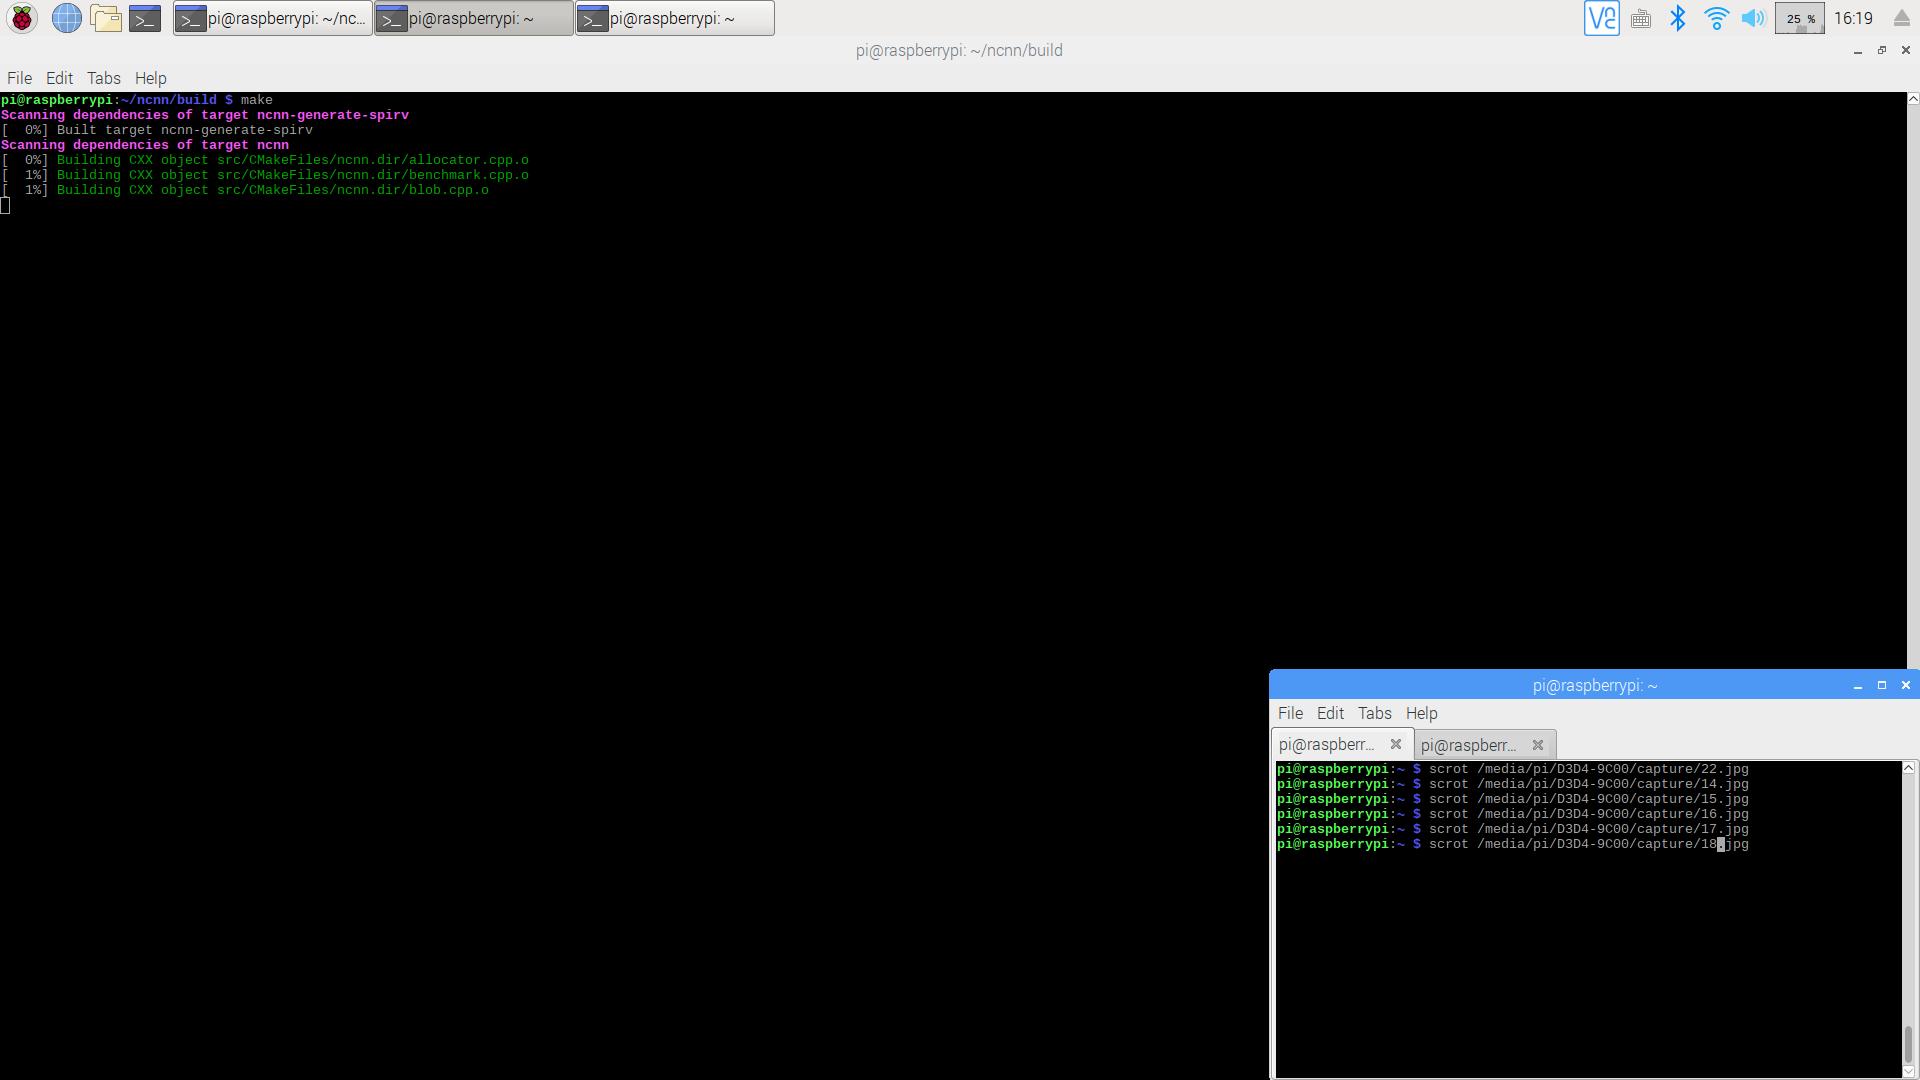 pi@raspberrypi: ~/nc...
pi@raspberrypi: ~
pi@raspberrypi: ~
25 %
16:19
pi@raspberrypi: ~/ncnn/build
File Edit Tabs Help
pi@raspberrypi:~/ncnn/build $ make
Scanning dependencies of target ncnn-generate-spirv
[  0%] Built target ncnn-generate-spirv
Scanning dependencies of target ncnn
[  0%] Building CXX object src/CMakeFiles/ncnn.dir/allocator.cpp.o
[  1%] Building CXX object src/CMakeFiles/ncnn.dir/benchmark.cpp.o
[  1%] Building CXX object src/CMakeFiles/ncnn.dir/blob.cpp.o
pi@raspberrypi: ~
File Edit Tabs Help
pi@raspberr...
pi@raspberr...
pi@raspberrypi:~ $ scrot /media/pi/D3D4-9C00/capture/22.jpg
pi@raspberrypi:~ $ scrot /media/pi/D3D4-9C00/capture/14.jpg
pi@raspberrypi:~ $ scrot /media/pi/D3D4-9C00/capture/15.jpg
pi@raspberrypi:~ $ scrot /media/pi/D3D4-9C00/capture/16.jpg
pi@raspberrypi:~ $ scrot /media/pi/D3D4-9C00/capture/17.jpg
pi@raspberrypi:~ $ scrot /media/pi/D3D4-9C00/capture/18.jpg